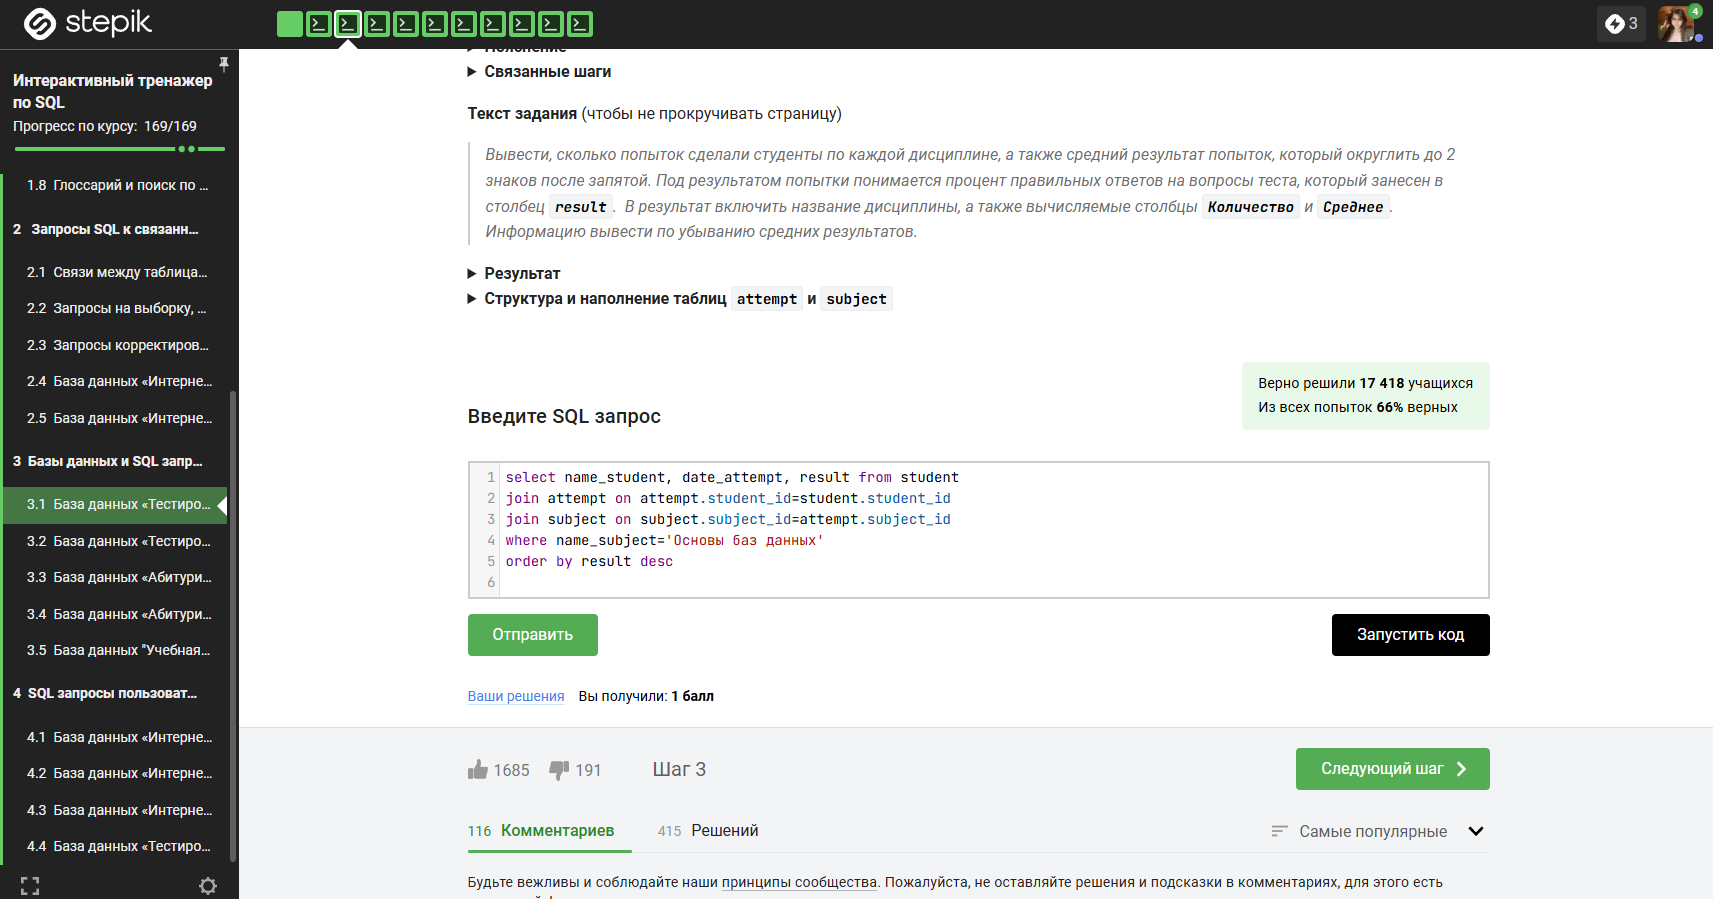 stepik
3
4
Интерактивный тренажер
по SQL
Прогресс по курсу: 169/169
1.8 Глоссарий и поиск по ...
2 Запросы SQL к связанн...
2.1 Связи между таблица...
2.2 Запросы на выборку, ...
2.3 Запросы корректиров...
2.4 База данных «Интерне...
2.5 База данных «Интерне...
3 Базы данных и SQL запр...
3.1 База данных «Тестиро...
3.2 База данных «Тестиро...
3.3 База данных «Абитури...
3.4 База данных «Абитури...
3.5 База данных "Учебная...
4 SQL запросы пользоват...
4.1 База данных «Интерне...
4.2 База данных «Интерне...
4.3 База данных «Интерне...
4.4 База данных «Тестиро...
Пояснение
Связанные шаги
Текст задания (чтобы не прокручивать страницу)
Вывести, сколько попыток сделали студенты по каждой дисциплине, а также средний результат попыток, который округлить до 2
знаков после запятой. Под результатом попытки понимается процент правильных ответов на вопросы теста, который занесен в
столбец result. В результат включить название дисциплины, а также вычисляемые столбцы Количество и Среднее.
Информацию вывести по убыванию средних результатов.
Результат
Структура и наполнение таблиц attempt и subject
Верно решили 17 418 учащихся
Из всех попыток 66% верных
Введите SQL запрос
1 select name_student, date_attempt, result from student
2 join attempt on attempt.student_id=student.student_id
3 join subject on subject.subject_id=attempt.subject_id
4 where name_subject='Основы баз данных'
5 order by result desc
6
Отправить
Запустить код
Ваши решения Вы получили: 1 балл
1685 191 Шаг 3
Следующий шаг
116 Комментариев 415 Решений
Самые популярные
Будьте вежливы и соблюдайте наши принципы сообщества. Пожалуйста, не оставляйте решения и подсказки в комментариях, для этого есть